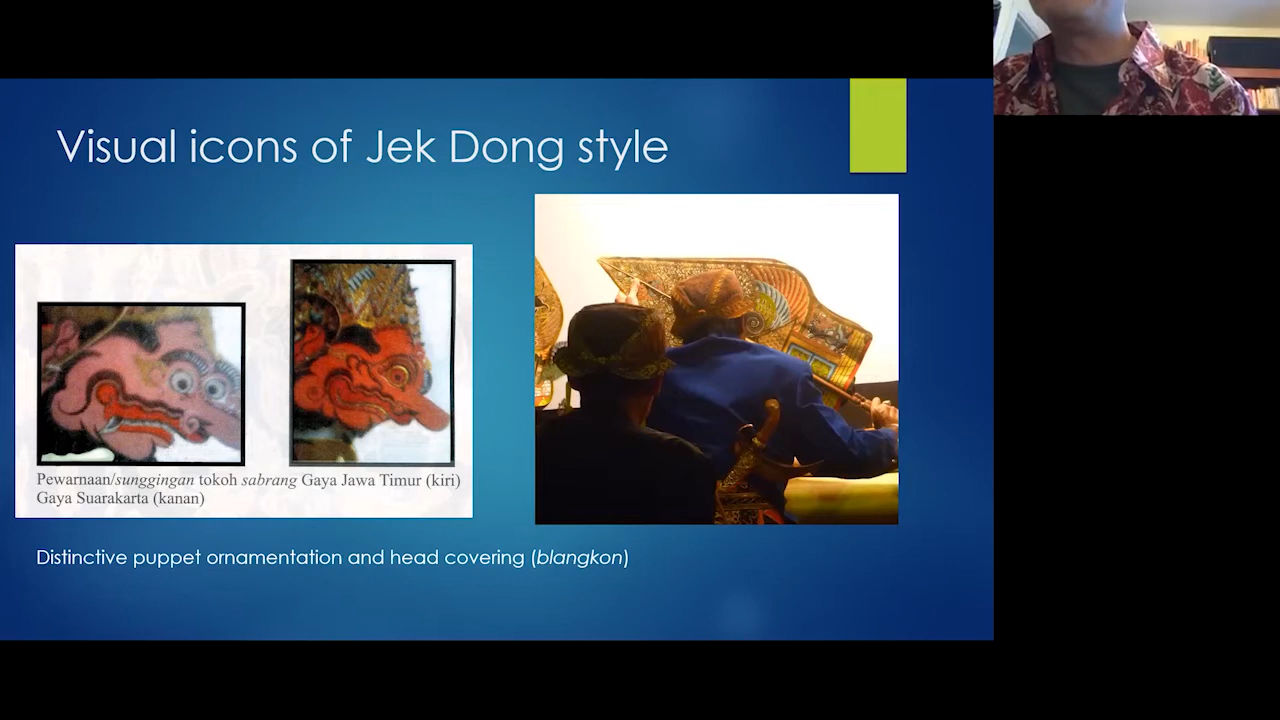 Visual icons of Jek Dong style
Pewarnaan/sunggingan tokoh sabrang Gaya Jawa Timur (kiri)
Gaya Suarakarta (kanan)
Distinctive puppet ornamentation and head covering (blangkon)